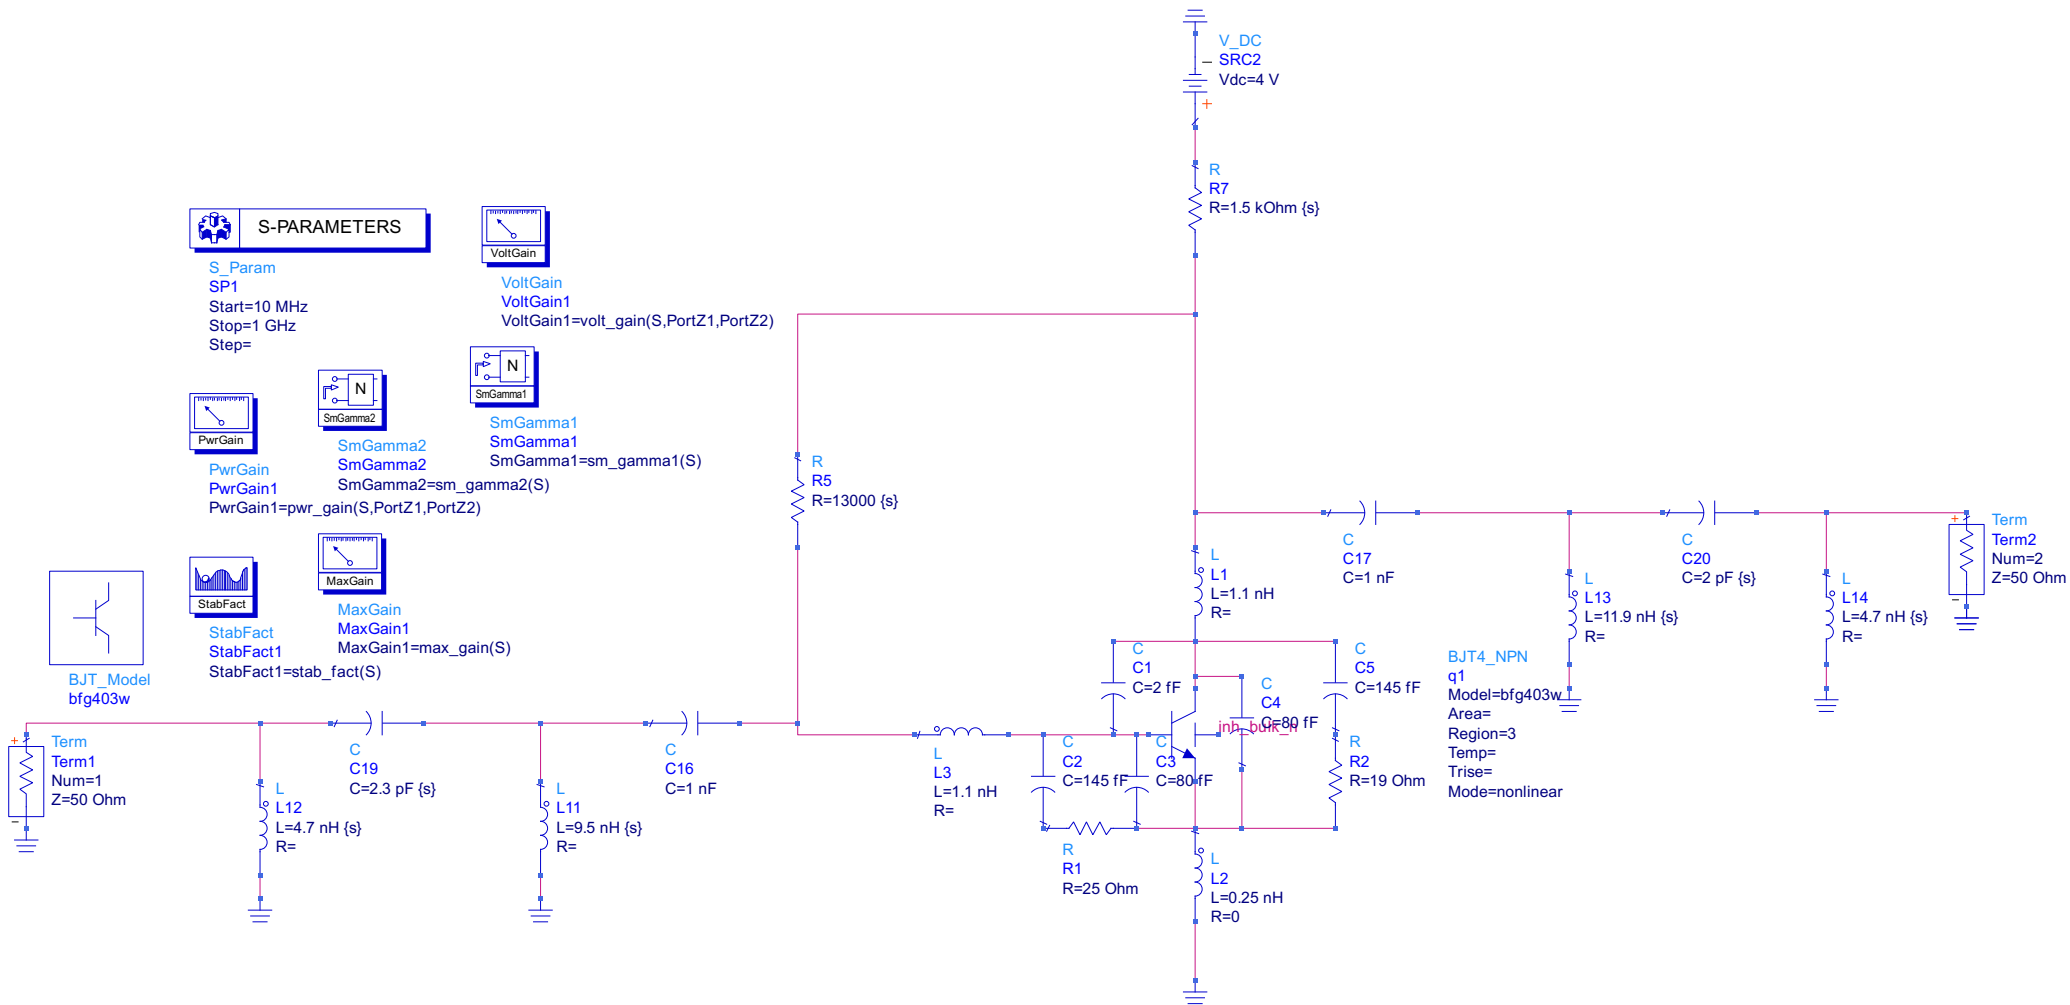 V_DC
SRC2
Vdc=4 V
R
R7
R=1.5 kOhm {s}
S-PARAMETERS
S_Param
SP1
Start=10 MHz
Stop=1 GHz
Step=
VoltGain
VoltGain
VoltGain1
VoltGain1=volt_gain(S,PortZ1,PortZ2)
N
SmGamma1
SmGamma1
SmGamma1
SmGamma1=sm_gamma1(S)
N
SmGamma2
SmGamma2
SmGamma2
SmGamma2=sm_gamma2(S)
PwrGain
PwrGain
PwrGain1
PwrGain1=pwr_gain(S,PortZ1,PortZ2)
MaxGain
MaxGain
MaxGain1
MaxGain1=max_gain(S)
StabFact
StabFact
StabFact1
StabFact1=stab_fact(S)
BJT_Model
bfg403w
R
R5
R=13000 {s}
C
C17
C=1 nF
C
C20
C=2 pF {s}
Term
Term2
Num=2
Z=50 Ohm
L
L1
L=1.1 nH
R=
L
L13
L=11.9 nH {s}
R=
L
L14
L=4.7 nH {s}
R=
C
C1
C=2 fF
C
C5
C=145 fF
C
C4
C=80 fF
inh_bulk_n
BJT4_NPN
q1
Model=bfg403w
Area=
Region=3
Temp=
Trise=
Mode=nonlinear
Term
Term1
Num=1
Z=50 Ohm
C
C19
C=2.3 pF {s}
C
C16
C=1 nF
L
L12
L=4.7 nH {s}
R=
L
L11
L=9.5 nH {s}
R=
L
L3
L=1.1 nH
R=
C
C2
C=145 fF
C
C3
C=80 fF
R
R2
R=19 Ohm
R
R1
R=25 Ohm
L
L2
L=0.25 nH
R=0